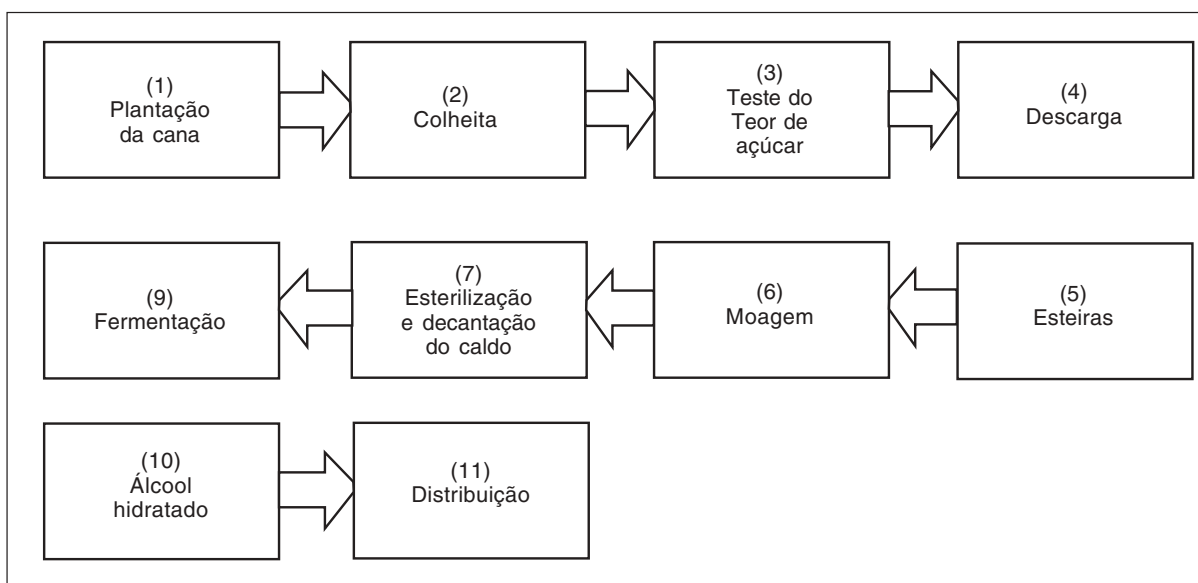 (1)
Plantação
da cana
(2)
Colheita
(3)
Teste do
Teor de
açúcar
(4)
Descarga
(9)
Fermentação
(7)
Esterilização
e decantação
do caldo
(6)
Moagem
(5)
Esteiras
(10)
Álcool
hidratado
(11)
Distribuição